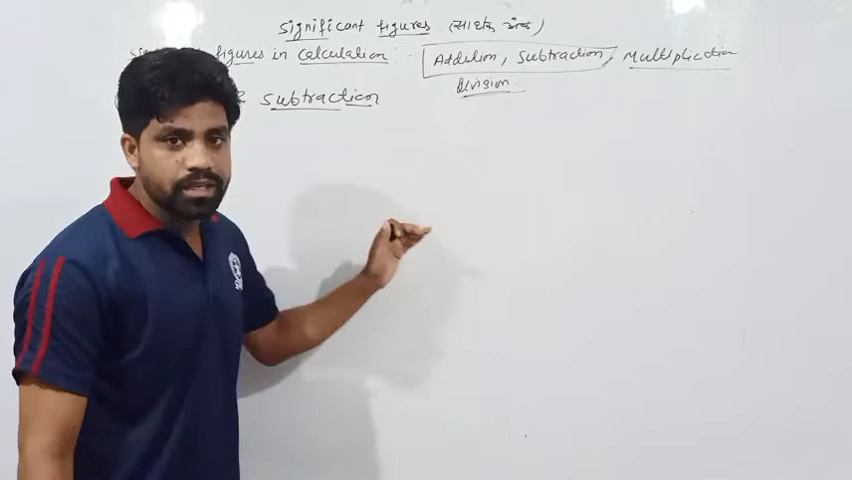 Significant figures (सार्थक अंक)
figures in calculation : Addition, Subtraction, Multiplication
Division
& Subtraction